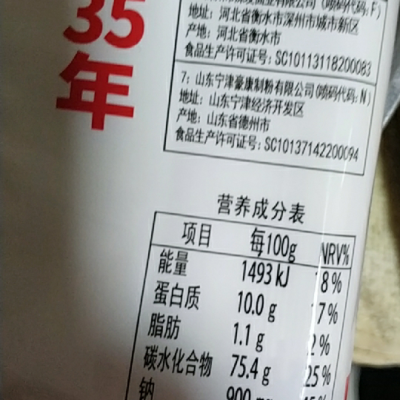 35
年
地址：河北省衡水市深州市城市新区
产地：河北省衡水市
食品生产许可证号：SC10113118200083
7：山东宁津豪康制粉有限公司(喷码代码：N)
地址：山东宁津经济开发区
产地：山东省德州市
食品生产许可证号：SC10137142200094
营养成分表
项目 每100g NRV%
能量 1493kJ 18%
蛋白质 10.0g 17%
脂肪 1.1g 2%
碳水化合物 75.4g 25%
钠